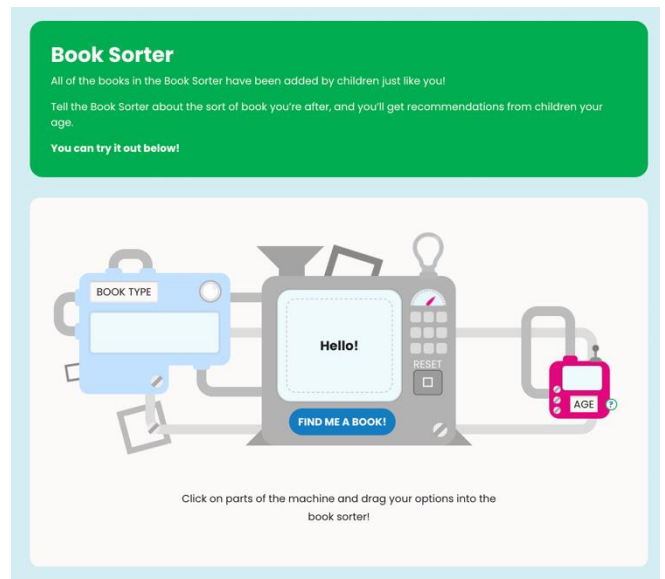 Book Sorter
All of the books in the Book Sorter have been added by children just like you!
Tell the Book Sorter about the sort of book you're after, and you'll get recommendations from children your
age.
You can try it out below!
BOOK TYPE
Hello!
RESET
FIND ME A BOOK!
AGE ?
Click on parts of the machine and drag your options into the
book sorter!